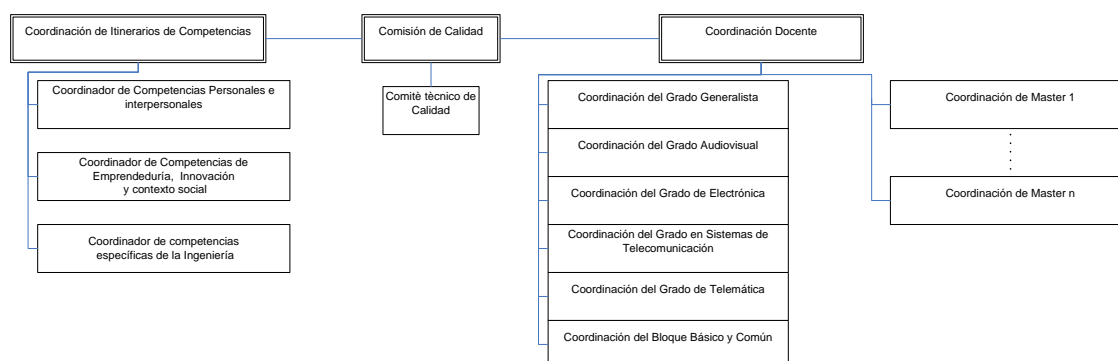 Coordinación de Itinerarios de Competencias
Comisión de Calidad
Coordinación Docente
Coordinador de Competencias Personales e
interpersonales
Coordinador de Competencias de
Emprendeduría, Innovación
y contexto social
Coordinador de competencias
específicas de la Ingeniería
Comitè tècnico de
Calidad
Coordinación del Grado Generalista
Coordinación del Grado Audiovisual
Coordinación del Grado de Electrónica
Coordinación del Grado en Sistemas de
Telecomunicación
Coordinación del Grado de Telemática
Coordinación del Bloque Básico y Común
Coordinación de Master 1
Coordinación de Master n